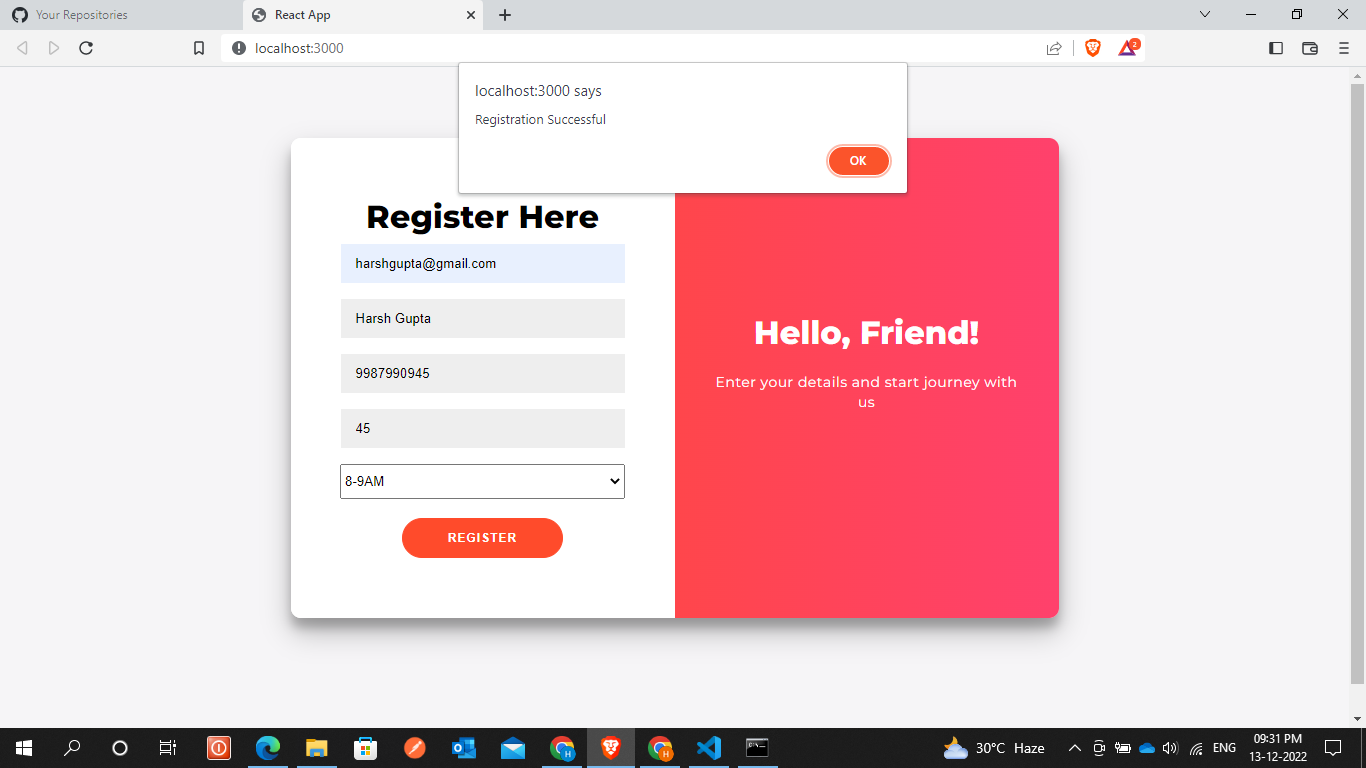 Your Repositories
React App
localhost:3000
2
localhost:3000 says
Registration Successful
OK
Register Here
harshgupta@gmail.com
Harsh Gupta
9987990945
45
8-9AM
REGISTER
Hello, Friend!
Enter your details and start journey with
us
H
H
30°C Haze
ENG
09:31 PM
13-12-2022